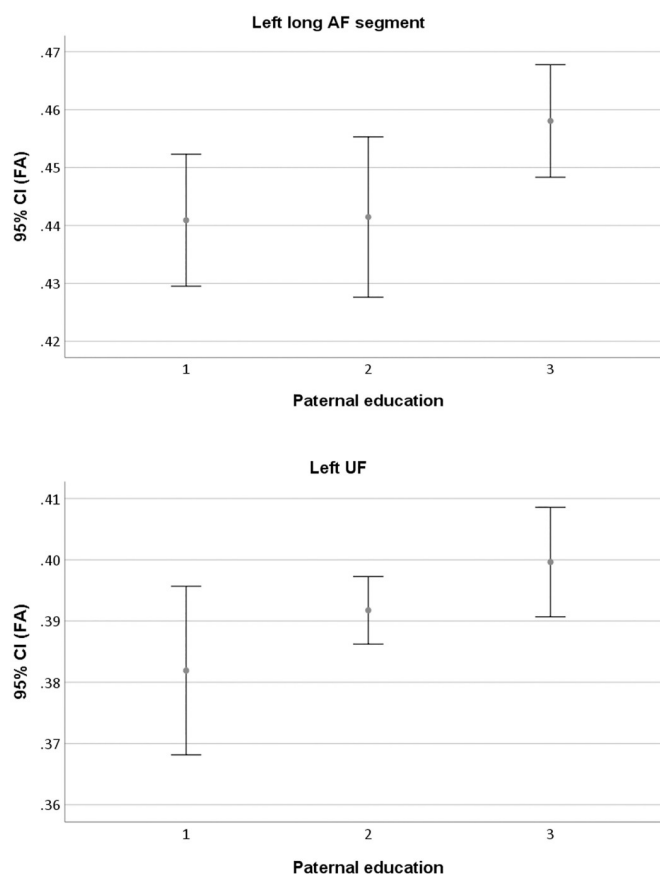 Left long AF segment
.47
.46
.45
.44
.43
.42
95% CI (FA)
1 2 3
Paternal education
Left UF
.41
.40
.39
.38
.37
.36
95% CI (FA)
1 2 3
Paternal education